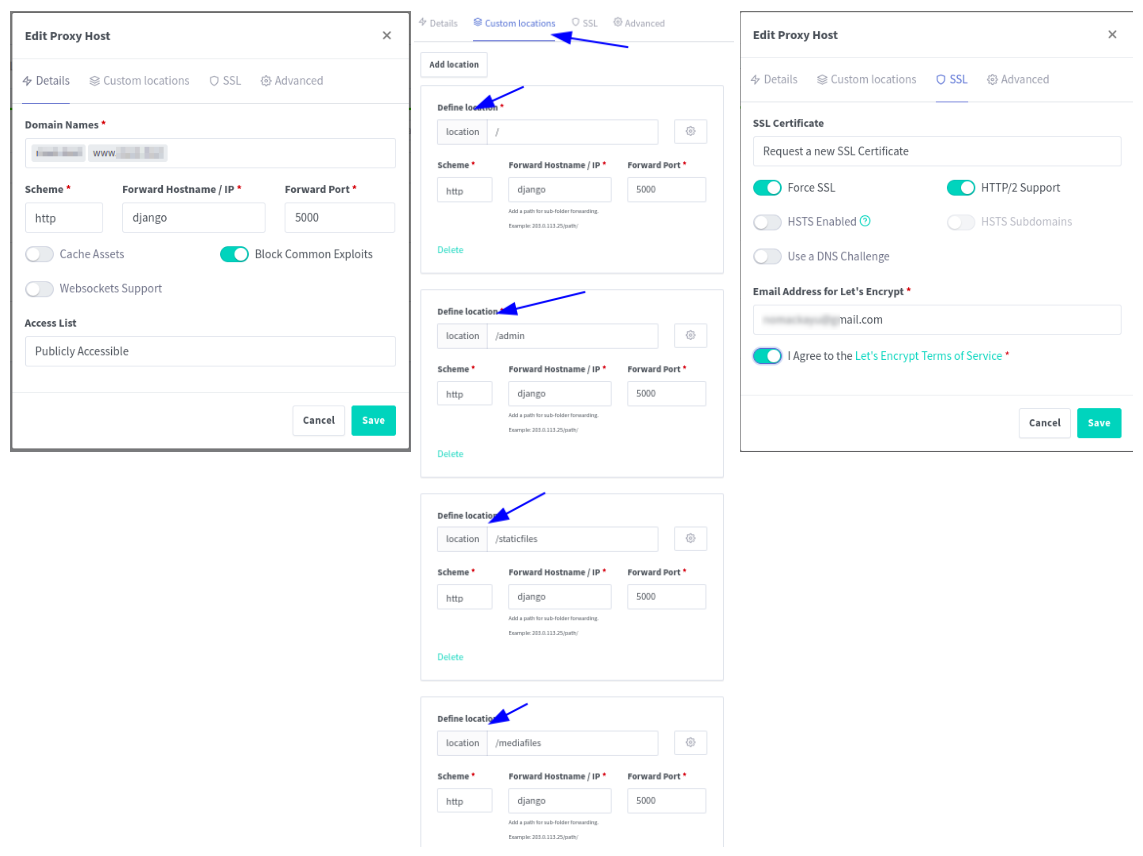 Edit Proxy Host
Details Custom locations SSL Advanced
Domain Names *
www
Scheme * Forward Hostname / IP * Forward Port *
http django 5000
Cache Assets Block Common Exploits
Websockets Support
Access List
Publicly Accessible
Cancel Save
Details Custom locations SSL Advanced
Add location
Define location *
location /
Scheme * Forward Hostname / IP * Forward Port *
http django 5000
Add a path for sub-folder forwarding.
Example: 203.0.113.25/path/
Delete
Define location
location /admin
Scheme * Forward Hostname / IP * Forward Port *
http django 5000
Add a path for sub-folder forwarding.
Example: 203.0.113.25/path/
Delete
Define location
location /staticfiles
Scheme * Forward Hostname / IP * Forward Port *
http django 5000
Add a path for sub-folder forwarding.
Example: 203.0.113.25/path/
Delete
Define location
location /mediafiles
Scheme * Forward Hostname / IP * Forward Port *
http django 5000
Add a path for sub-folder forwarding.
Example: 203.0.113.25/path/
Edit Proxy Host
Details Custom locations SSL Advanced
SSL Certificate
Request a new SSL Certificate
Force SSL HTTP/2 Support
HSTS Enabled HSTS Subdomains
Use a DNS Challenge
Email Address for Let's Encrypt *
mail.com
I Agree to the Let's Encrypt Terms of Service *
Cancel Save